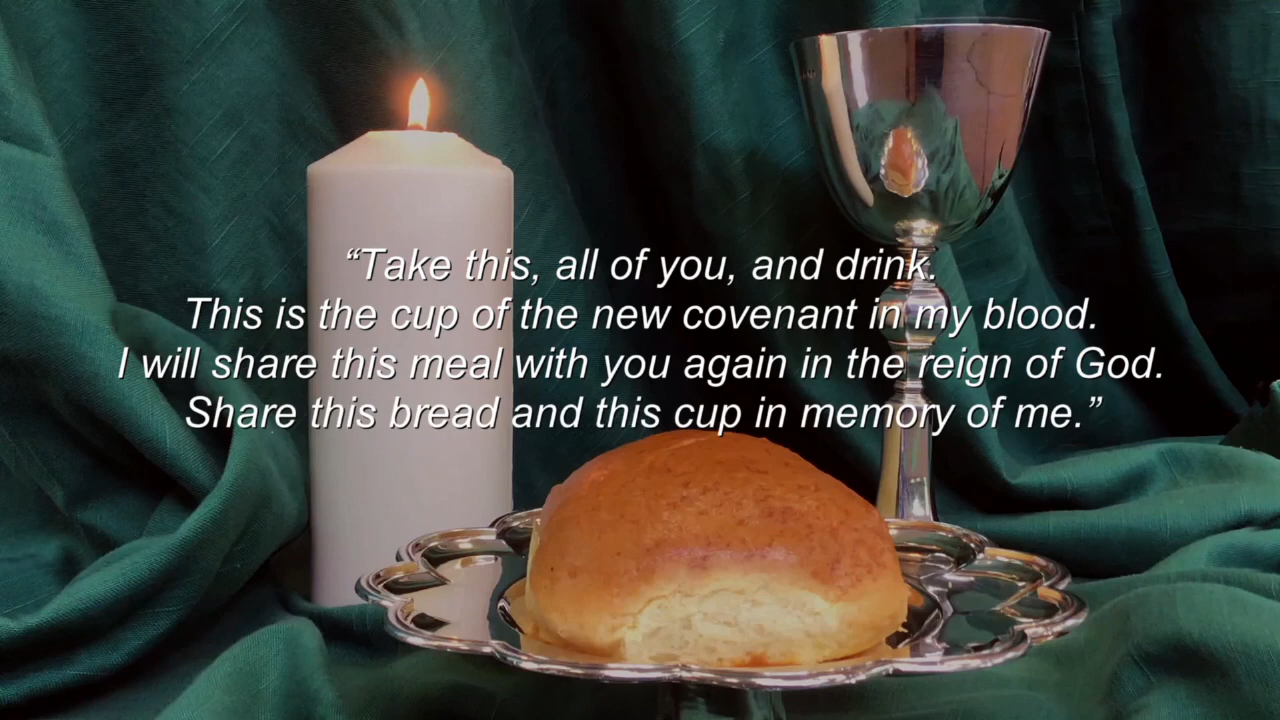 “Take this, all of you, and drink.
This is the cup of the new covenant in my blood.
I will share this meal with you again in the reign of God.
Share this bread and this cup in memory of me.”